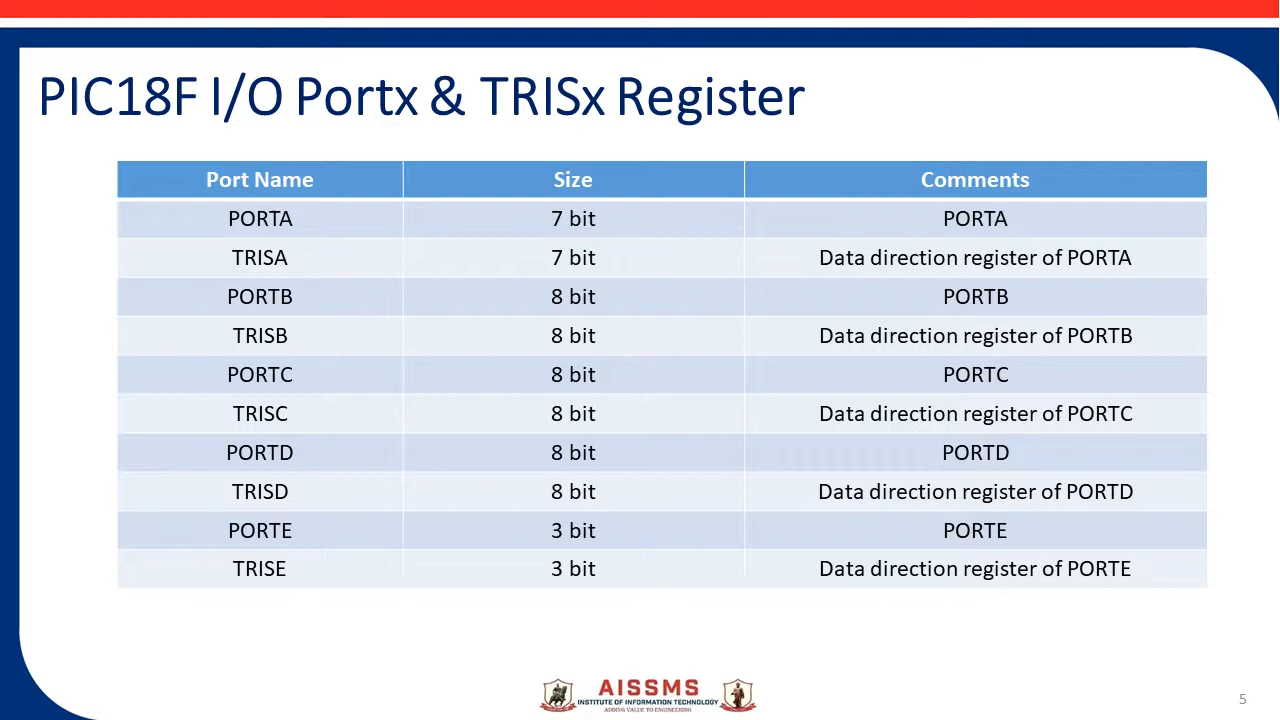 PIC18F I/O Portx & TRISx Register
Port Name Size Comments
PORTA 7 bit PORTA
TRISA 7 bit Data direction register of PORTA
PORTB 8 bit PORTB
TRISB 8 bit Data direction register of PORTB
PORTC 8 bit PORTC
TRISC 8 bit Data direction register of PORTC
PORTD 8 bit PORTD
TRISD 8 bit Data direction register of PORTD
PORTE 3 bit PORTE
TRISE 3 bit Data direction register of PORTE
AISSMS
INSTITUTE OF INFORMATION TECHNOLOGY
ADDING VALUE TO ENGINEERING
5